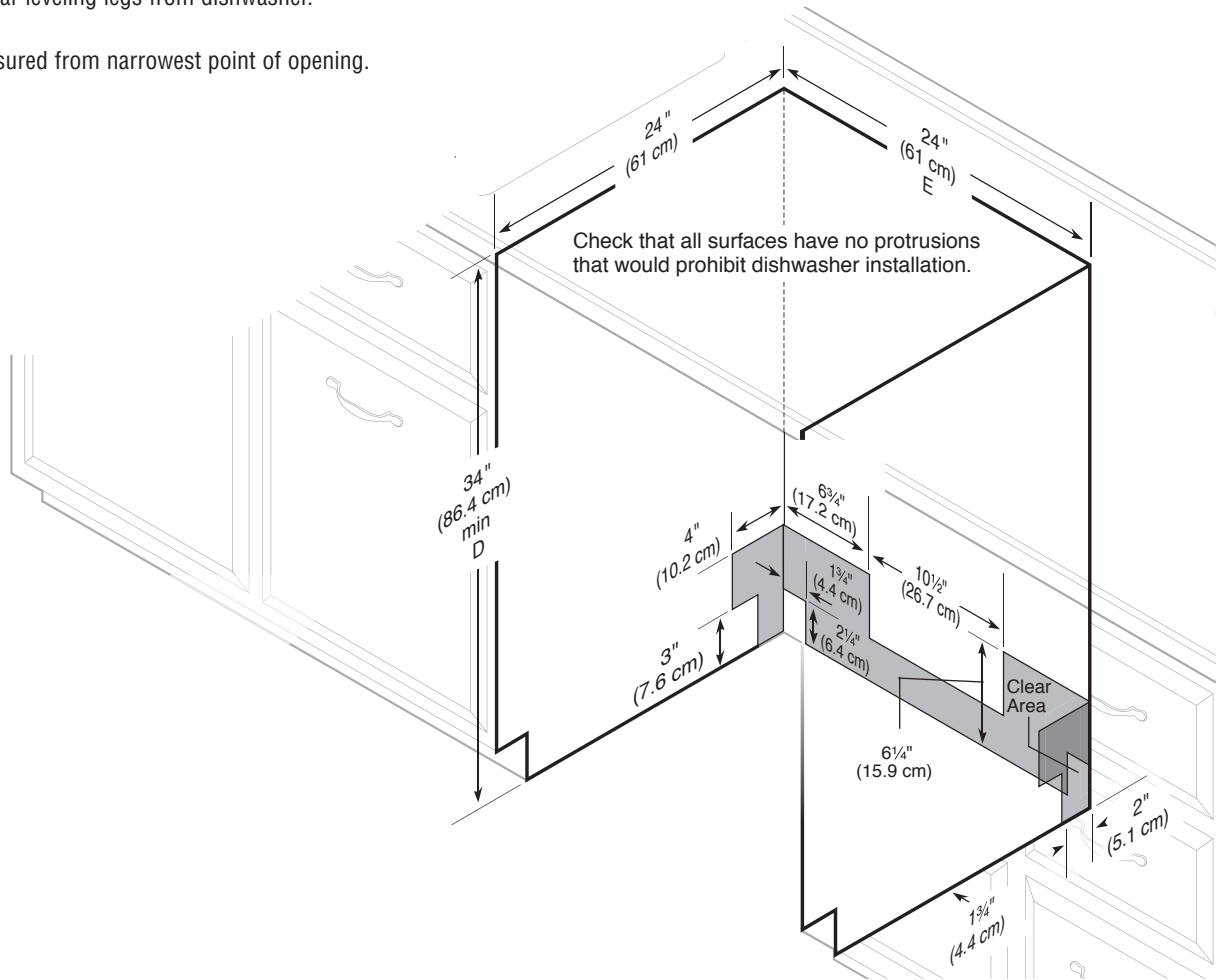 leveling legs from dishwasher.
from narrowest point of opening.
24"
(61 cm)
24"
(61 cm)
E
Check that all surfaces have no protrusions
that would prohibit dishwasher installation.
34"
(86.4 cm)
min
D
4"
(10.2 cm)
6¾"
(17.2 cm)
1¾"
(4.4 cm)
10½"
(26.7 cm)
2¼"
(6.4 cm)
3"
(7.6 cm)
Clear
Area
6¼"
(15.9 cm)
2"
(5.1 cm)
1¾"
(4.4 cm)